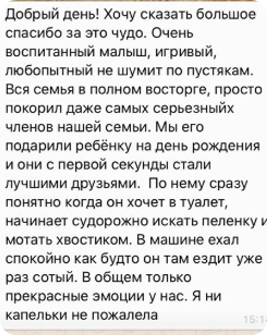 Добрый день! Хочу сказать большое
спасибо за это чудо. Очень
воспитанный малыш, игривый,
любопытный не шумит по пустякам.
Вся семья в полном восторге, просто
покорил даже самых серьезныйх
членов нашей семьи. Мы его
подарили ребёнку на день рождения
и они с первой секунды стали
лучшими друзьями. По нему сразу
понятно когда он хочет в туалет,
начинает судорожно искать пеленку и
мотать хвостиком. В машине ехал
спокойно как будто он там ездит уже
раз сотый. В общем только
прекрасные эмоции у нас. Я ни
капельки не пожалела